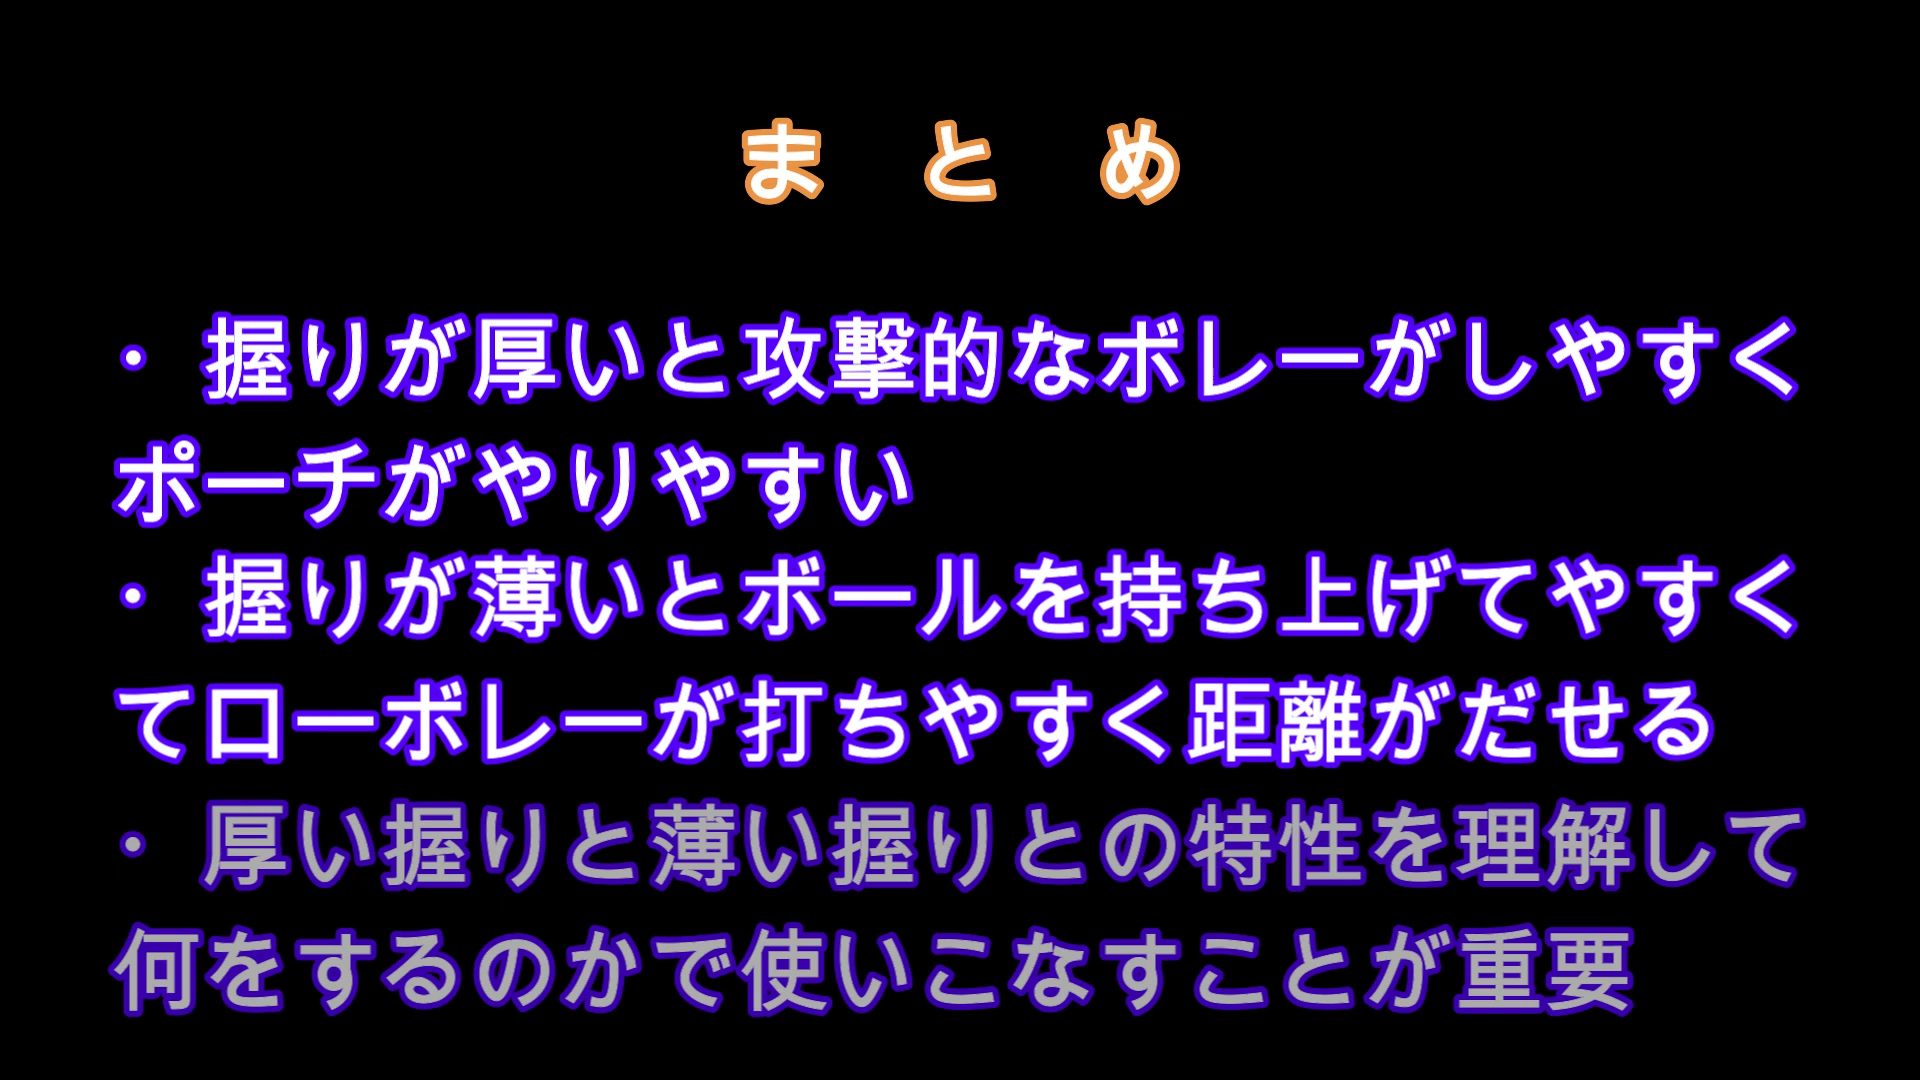 まとめ
・握りが厚いと攻撃的なボレーがしやすく
ポーチがやりやすい
・握りが薄いとボールを持ち上げてやすく
てローボレーが打ちやすく距離がだせる
・厚い握りと薄い握りとの特性を理解して
何をするのかで使いこなすことが重要